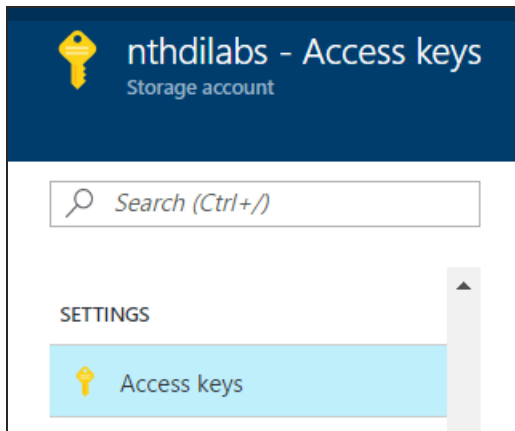 nthdilabs - Access keys
Storage account
Search (Ctrl+/)
SETTINGS
Access keys